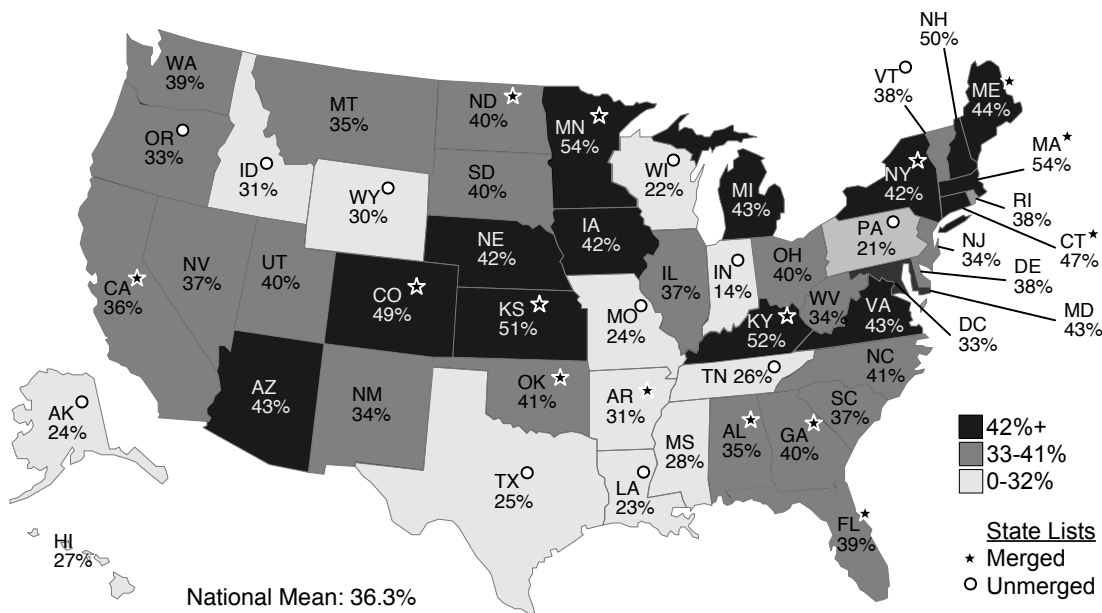 NH
50%
WA
39%
VT
38%
ME
44%
MT
35%
ND
40%
MN
54%
OR
33%
MA
54%
ID
31%
WI
22%
NY
42%
SD
40%
WY
30%
MI
43%
RI
38%
PA
21%
CT
47%
NE
42%
IA
42%
NJ
34%
NV
37%
UT
40%
OH
40%
IN
14%
IL
37%
DE
38%
CA
36%
CO
49%
WV
34%
KS
51%
MO
24%
VA
43%
MD
43%
KY
52%
DC
33%
NC
41%
TN 26%
AZ
43%
NM
34%
OK
41%
AR
31%
SC
37%
AK
24%
MS
28%
AL
35%
GA
40%
42%+
33-41%
0-32%
TX
25%
LA
23%
FL
39%
State Lists
Merged
Unmerged
HI
27%
National Mean: 36.3%